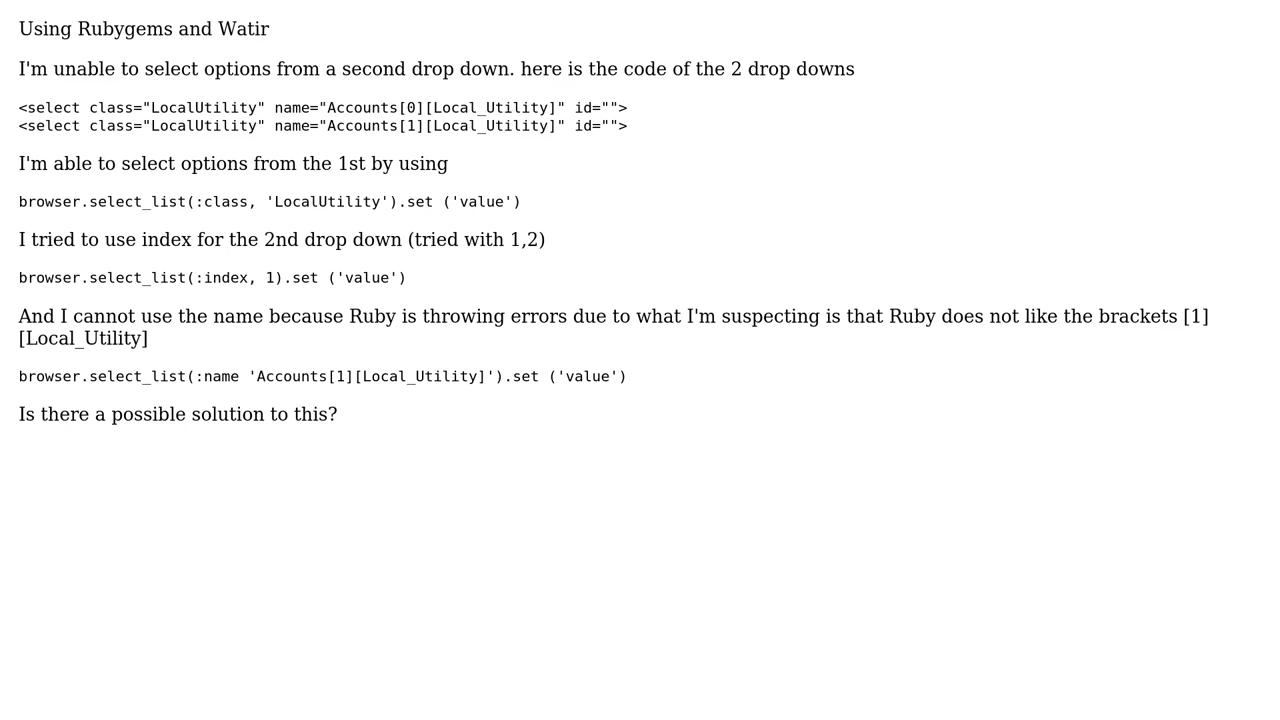 Using Rubygems and Watir
I'm unable to select options from a second drop down. here is the code of the 2 drop downs
<select class="LocalUtility" name="Accounts[0][Local_Utility]" id="">
<select class="LocalUtility" name="Accounts[1][Local_Utility]" id="">
I'm able to select options from the 1st by using
browser.select_list(:class, 'LocalUtility').set ('value')
I tried to use index for the 2nd drop down (tried with 1,2)
browser.select_list(:index, 1).set ('value')
And I cannot use the name because Ruby is throwing errors due to what I'm suspecting is that Ruby does not like the brackets [1]
[Local_Utility]
browser.select_list(:name 'Accounts[1][Local_Utility]').set ('value')
Is there a possible solution to this?